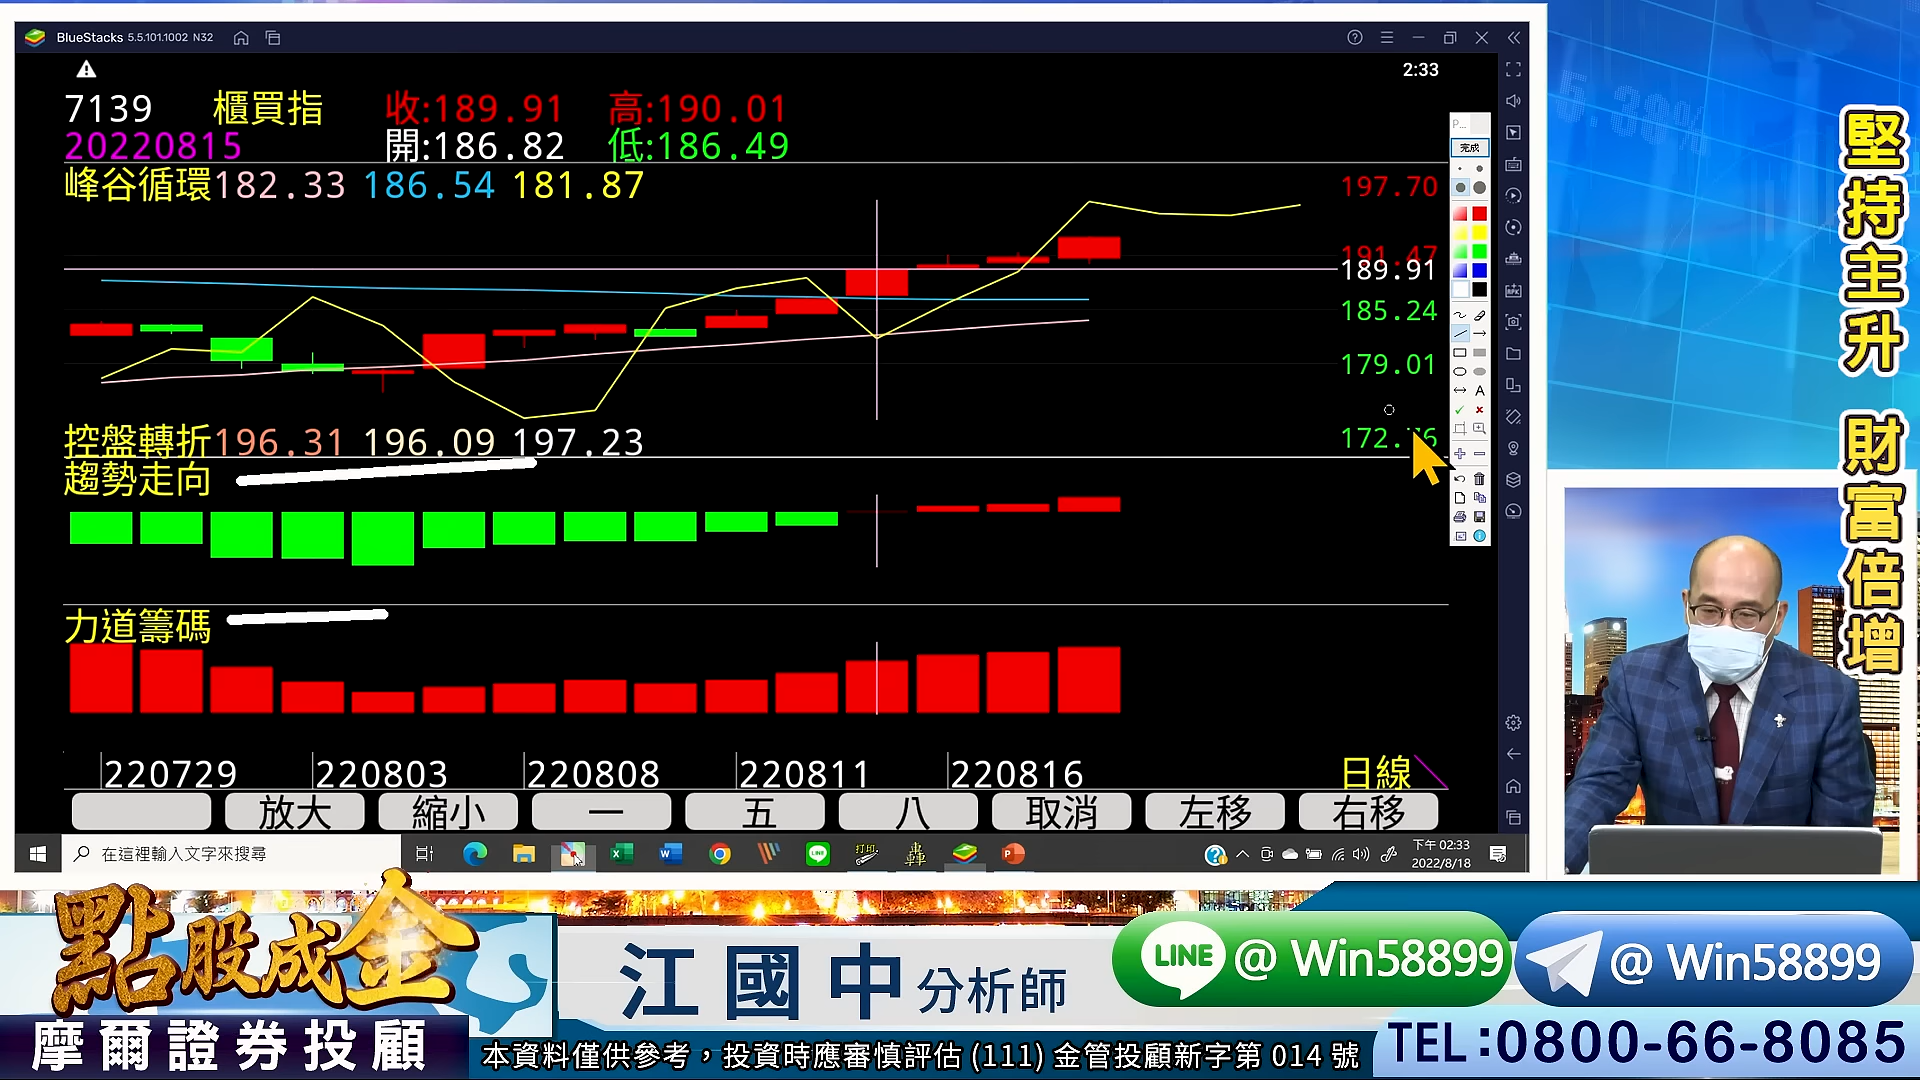 BlueStacks 5.5.101.1002 N32
2:33
7139 櫃買指 收:189.91 高:190.01
20220815 開:186.82 低:186.49
峰谷循環182.33 186.54 181.87
197.70
191.47
189.91
185.24
179.01
控盤轉折196.31 196.09 197.23
趨勢走向
力道籌碼
220729 220803 220808 220811 220816 日線
放大 縮小 一 五 八 取消 左移 右移
P...
完成
A
在這裡輸入文字來搜尋
下午 02:33
2022/8/18
堅持主升 財富倍增
點股成金
摩爾證券投顧
江國中 分析師
LINE @ Win58899
@ Win58899
TEL:0800-66-8085
本資料僅供參考，投資時應審慎評估 (111) 金管投顧新字第 014 號